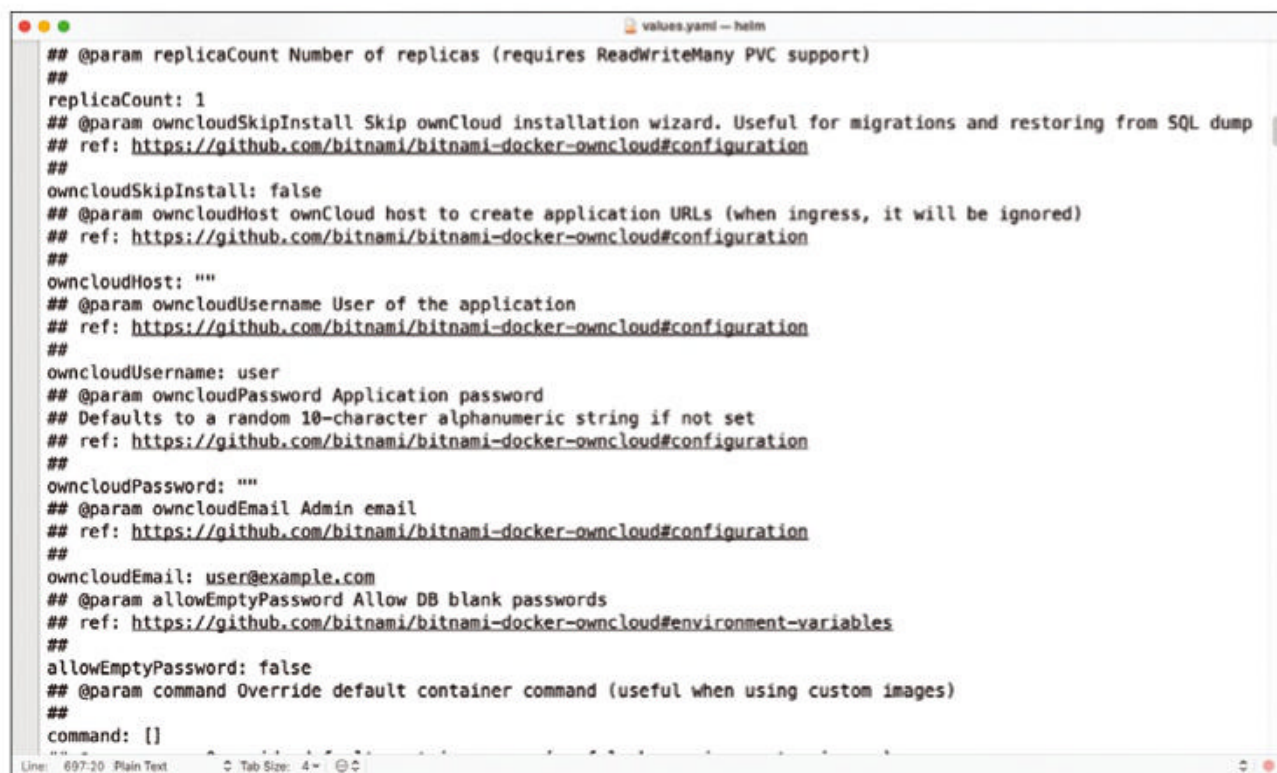 values.yaml — helm
## @param replicaCount Number of replicas (requires ReadWriteMany PVC support)
##
replicaCount: 1
## @param owncloudSkipInstall Skip ownCloud installation wizard. Useful for migrations and restoring from SQL dump
## ref: https://github.com/bitnami/bitnami-docker-owncloud#configuration
##
owncloudSkipInstall: false
## @param owncloudHost ownCloud host to create application URLs (when ingress, it will be ignored)
## ref: https://github.com/bitnami/bitnami-docker-owncloud#configuration
##
owncloudHost: ""
## @param owncloudUsername User of the application
## ref: https://github.com/bitnami/bitnami-docker-owncloud#configuration
##
owncloudUsername: user
## @param owncloudPassword Application password
## Defaults to a random 10-character alphanumeric string if not set
## ref: https://github.com/bitnami/bitnami-docker-owncloud#configuration
##
owncloudPassword: ""
## @param owncloudEmail Admin email
## ref: https://github.com/bitnami/bitnami-docker-owncloud#configuration
##
owncloudEmail: user@example.com
## @param allowEmptyPassword Allow DB blank passwords
## ref: https://github.com/bitnami/bitnami-docker-owncloud#environment-variables
##
allowEmptyPassword: false
## @param command Override default container command (useful when using custom images)
##
command: []
Line: 697:20 Plain Text Tab Size: 4